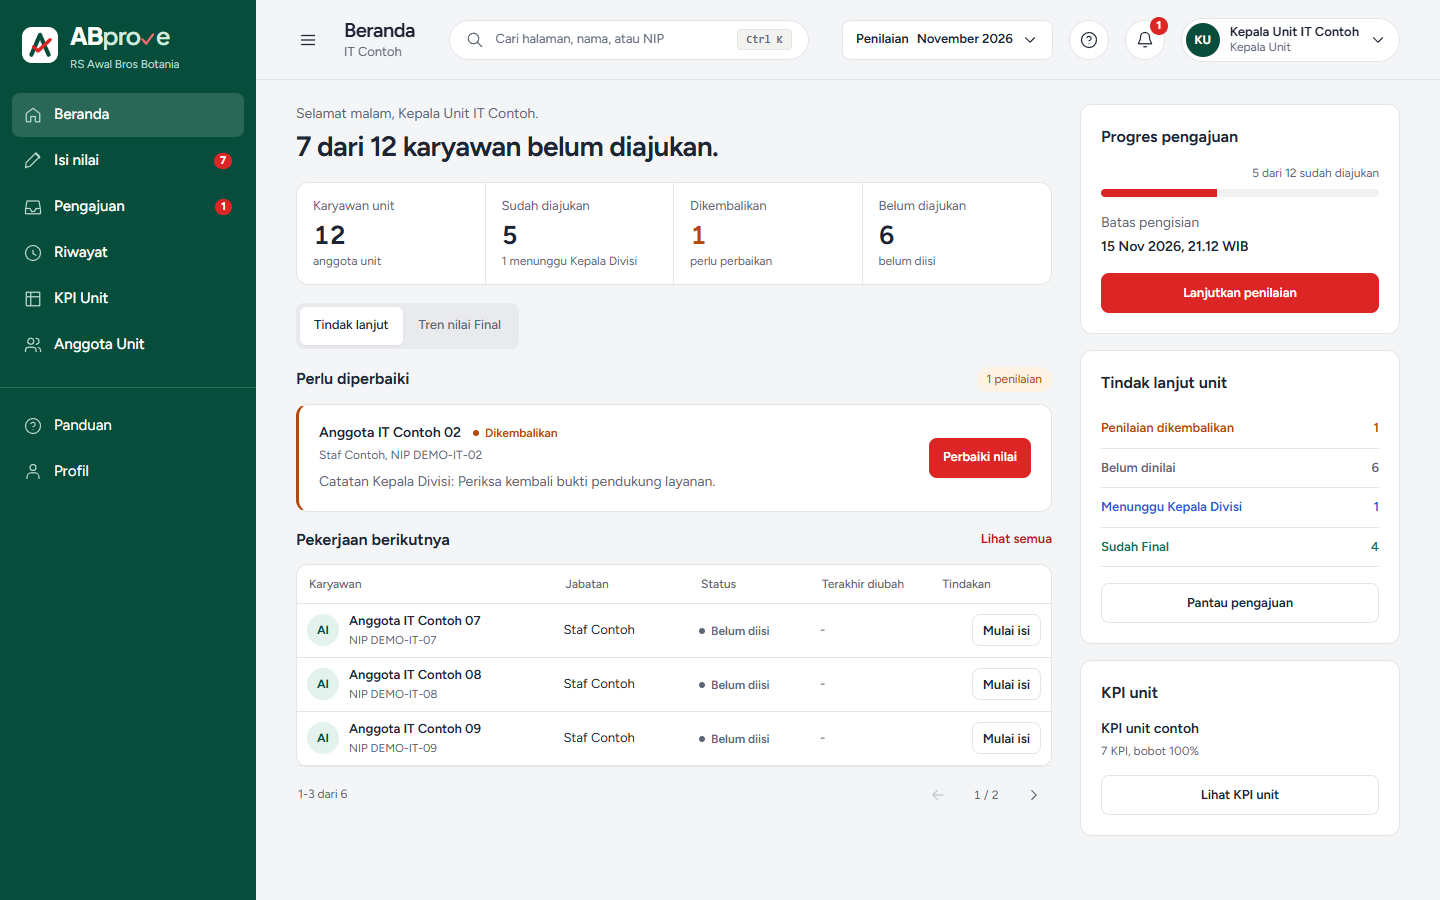 ABprove
RS Awal Bros Botania
Beranda
Isi nilai 7
Pengajuan 1
Riwayat
KPI Unit
Anggota Unit
Panduan
Profil
Beranda
IT Contoh
Cari halaman, nama, atau NIP Ctrl K
Penilaian November 2026
1
KU
Kepala Unit IT Contoh
Kepala Unit
Selamat malam, Kepala Unit IT Contoh.
7 dari 12 karyawan belum diajukan.
Karyawan unit
12
anggota unit
Sudah diajukan
5
1 menunggu Kepala Divisi
Dikembalikan
1
perlu perbaikan
Belum diajukan
6
belum diisi
Tindak lanjut Tren nilai Final
Perlu diperbaiki 1 penilaian
Anggota IT Contoh 02 Dikembalikan
Staf Contoh, NIP DEMO-IT-02
Catatan Kepala Divisi: Periksa kembali bukti pendukung layanan.
Perbaiki nilai
Pekerjaan berikutnya Lihat semua
Karyawan Jabatan Status Terakhir diubah Tindakan
AI Anggota IT Contoh 07 Staf Contoh Belum diisi - Mulai isi
NIP DEMO-IT-07
AI Anggota IT Contoh 08 Staf Contoh Belum diisi - Mulai isi
NIP DEMO-IT-08
AI Anggota IT Contoh 09 Staf Contoh Belum diisi - Mulai isi
NIP DEMO-IT-09
1-3 dari 6 1 / 2
Progres pengajuan
5 dari 12 sudah diajukan
Batas pengisian
15 Nov 2026, 21.12 WIB
Lanjutkan penilaian
Tindak lanjut unit
Penilaian dikembalikan 1
Belum dinilai 6
Menunggu Kepala Divisi 1
Sudah Final 4
Pantau pengajuan
KPI unit
KPI unit contoh
7 KPI, bobot 100%
Lihat KPI unit